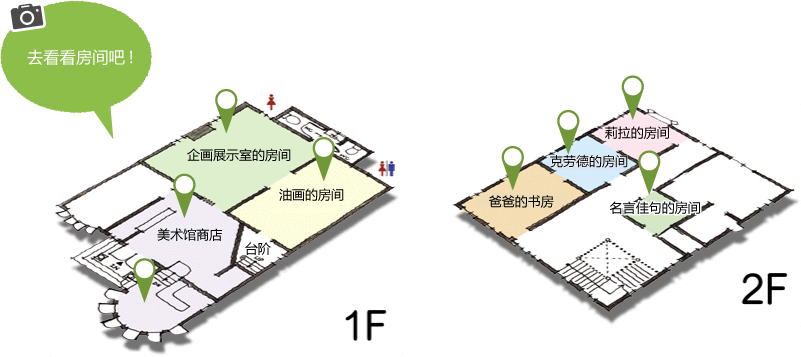 去看看房间吧！
企画展示室的房间
油画的房间
美术馆商店
台阶
1F
莉拉的房间
克劳德的房间
爸爸的书房
名言佳句的房间
2F